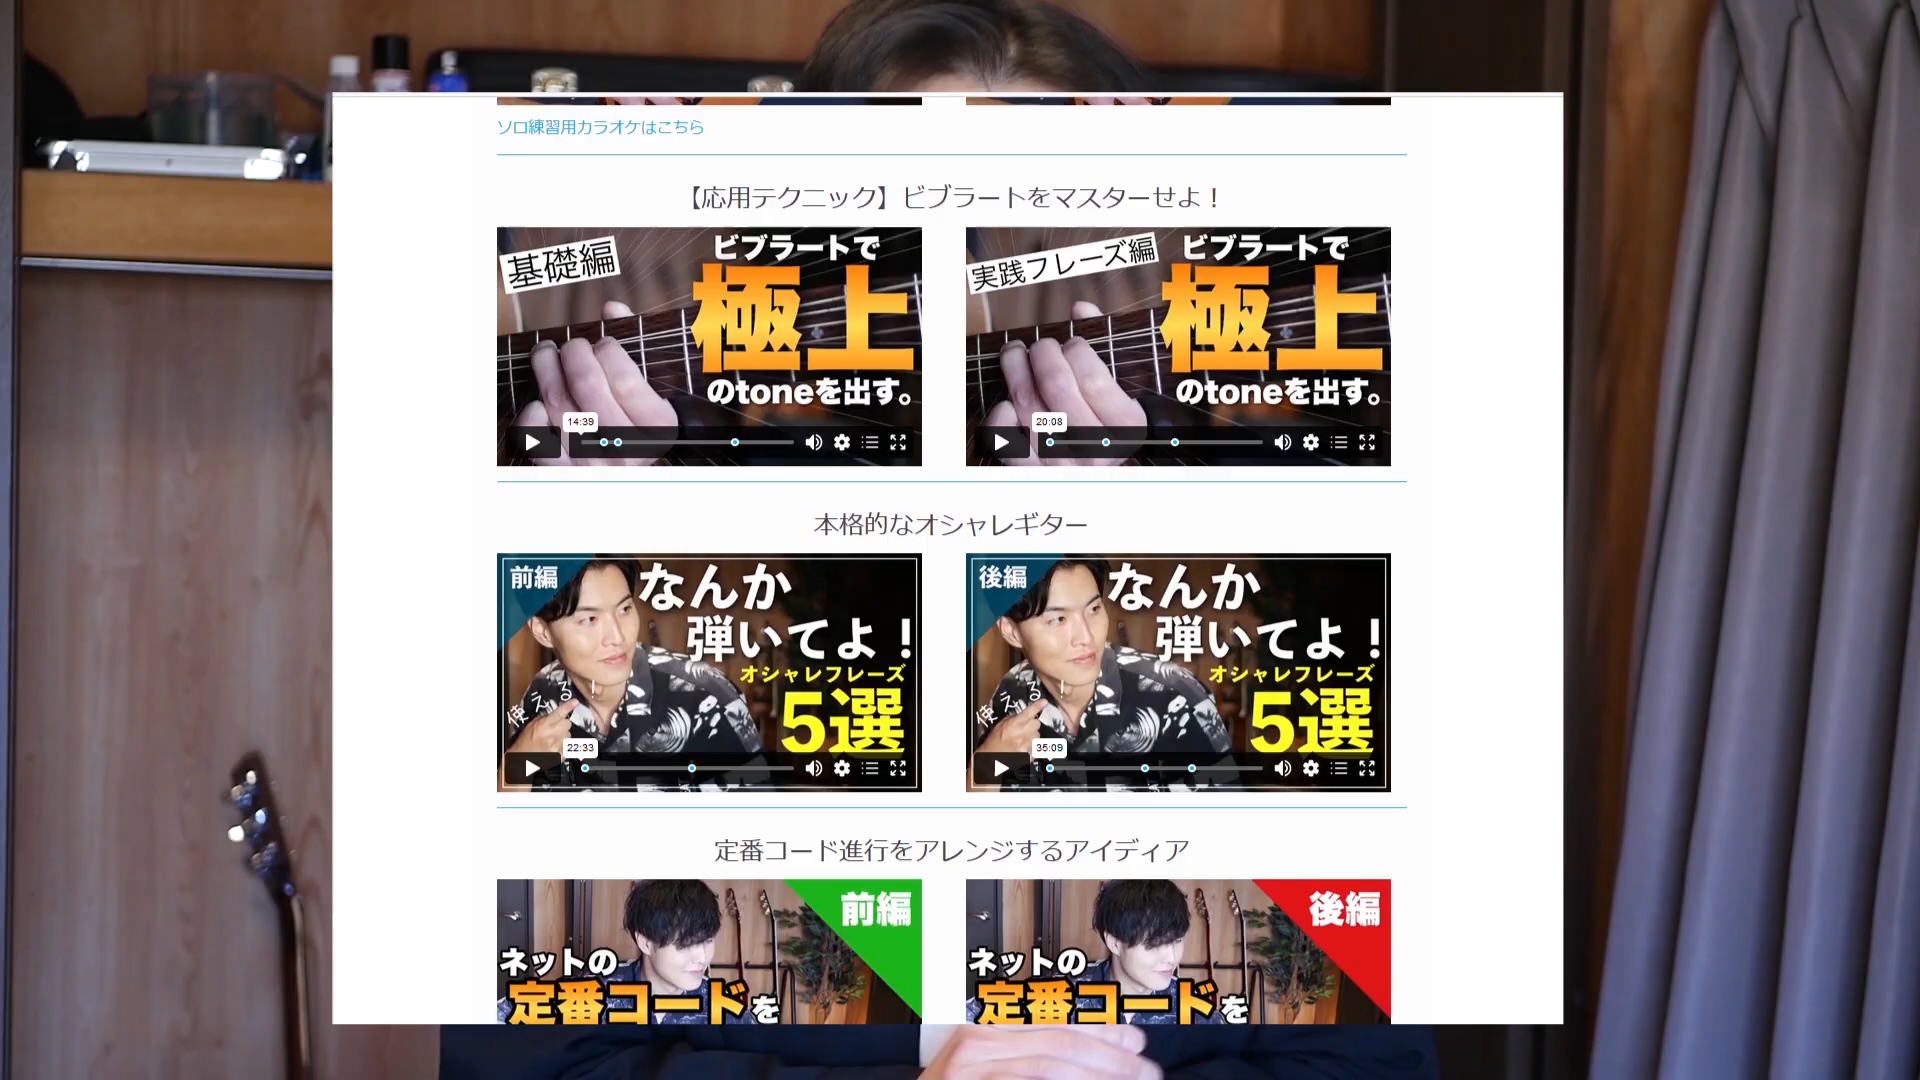 ソロ練習用カラオケはこちら
【応用テクニック】ビブラートをマスターせよ！
基礎編
ビブラートで
極上
のtoneを出す。
14:39
実践フレーズ編
ビブラートで
極上
のtoneを出す。
20:08
本格的なオシャレギター
前編
なんか
弾いてよ！
オシャレフレーズ
使える！
5選
22:33
後編
なんか
弾いてよ！
オシャレフレーズ
使える！
5選
35:09
定番コード進行をアレンジするアイディア
前編
ネットの
定番コードを
後編
ネットの
定番コードを